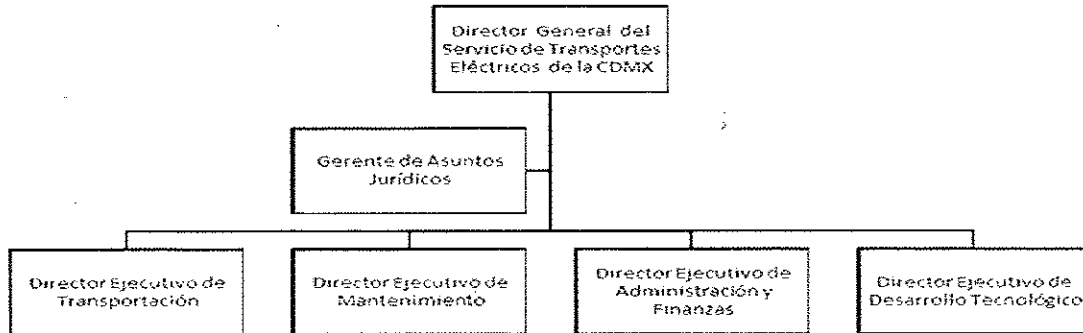 Director General del
Servicio de Transportes
Eléctricos de la CDMX
Gerente de Asuntos
Jurídicos
Director Ejecutivo de
Transportación
Director Ejecutivo de
Mantenimiento
Director Ejecutivo de
Administración y
Finanzas
Director Ejecutivo de
Desarrollo Tecnológico